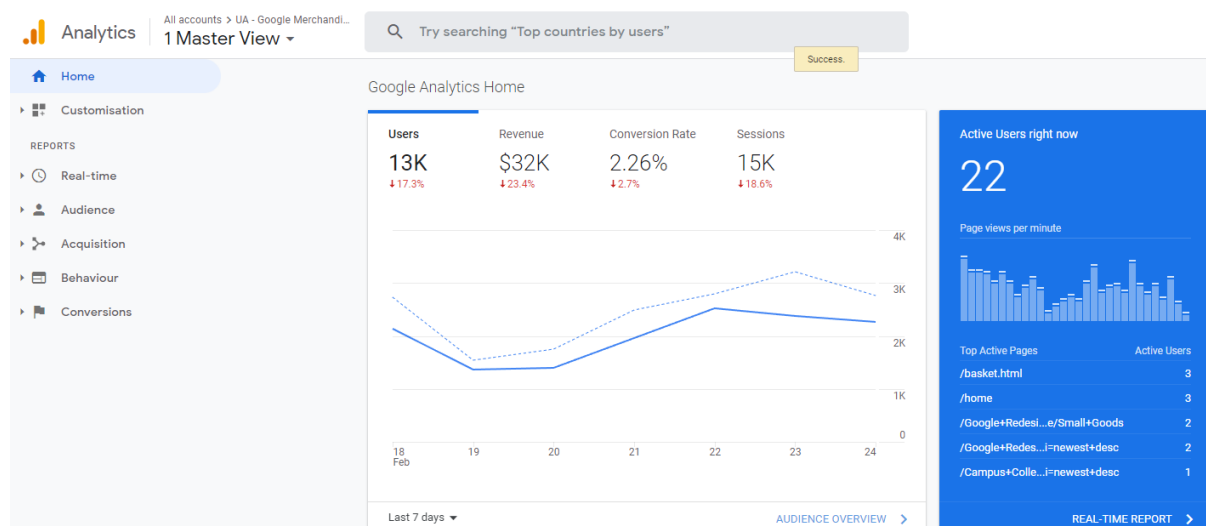 Analytics
All accounts > UA - Google Merchandi...
1 Master View
Try searching “Top countries by users”
Success.
Home
Customisation
REPORTS
Real-time
Audience
Acquisition
Behaviour
Conversions
Google Analytics Home
Users Revenue Conversion Rate Sessions
13K $32K 2.26% 15K
↓17.3% ↓23.4% ↓2.7% ↓18.6%
4K
3K
2K
1K
0
18 19 20 21 22 23 24
Feb
Last 7 days
AUDIENCE OVERVIEW >
Active Users right now
22
Page views per minute
Top Active Pages Active Users
/basket.html 3
/home 3
/Google+Redesi...e/Small+Goods 2
/Google+Redes...i=newest+desc 2
/Campus+Colle...i=newest+desc 1
REAL-TIME REPORT >